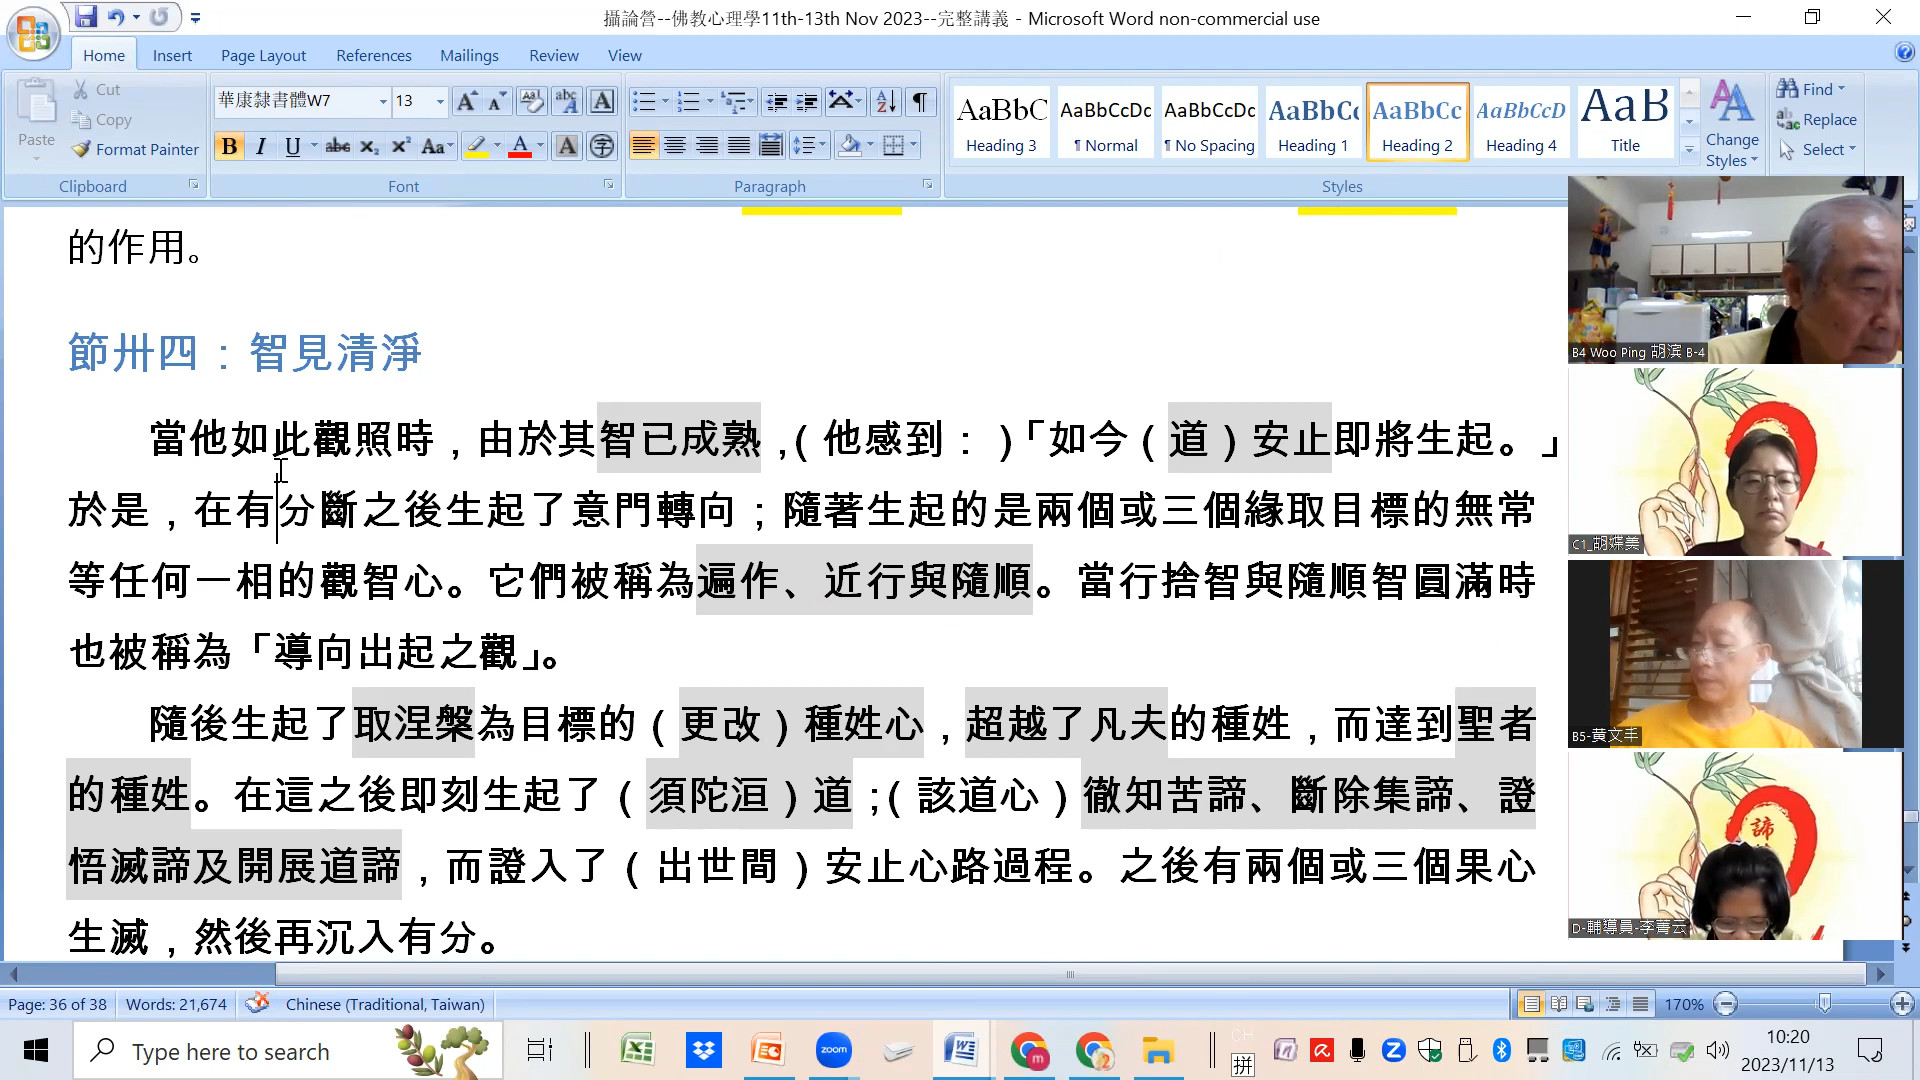 攝論營--佛教心理學11th-13th Nov 2023--完整講義 - Microsoft Word non-commercial use
Home Insert Page Layout References Mailings Review View
Paste Cut Copy Format Painter Clipboard
華康隸書體W7 13 Font
Paragraph
AaBbC AaBbCcDc AaBbCcDc AaBbCc AaBbCc AaBbCcD AaB
Heading 3 ¶ Normal ¶ No Spacing Heading 1 Heading 2 Heading 4 Title
Change Styles Styles
Find Replace Select
的作用。
節卅四：智見清淨
當他如此觀照時，由於其智已成熟，（他感到：）「如今（道）安止即將生起。」
於是，在有分斷之後生起了意門轉向；隨著生起的是兩個或三個緣取目標的無常
等任何一相的觀智心。它們被稱為遍作、近行與隨順。當行捨智與隨順智圓滿時
也被稱為「導向出起之觀」。
隨後生起了取涅槃為目標的（更改）種姓心，超越了凡夫的種姓，而達到聖者
的種姓。在這之後即刻生起了（須陀洹）道；（該道心）徹知苦諦、斷除集諦、證
悟滅諦及開展道諦，而證入了（出世間）安止心路過程。之後有兩個或三個果心
生滅，然後再沉入有分。
B4 Woo Ping 胡滨 B-4
C1_胡媒美
B5-黄文丰
諦
D-輔導員-李菁云
Page: 36 of 38 Words: 21,674 Chinese (Traditional, Taiwan) 170%
Type here to search
zoom
CH
拼
10:20
2023/11/13